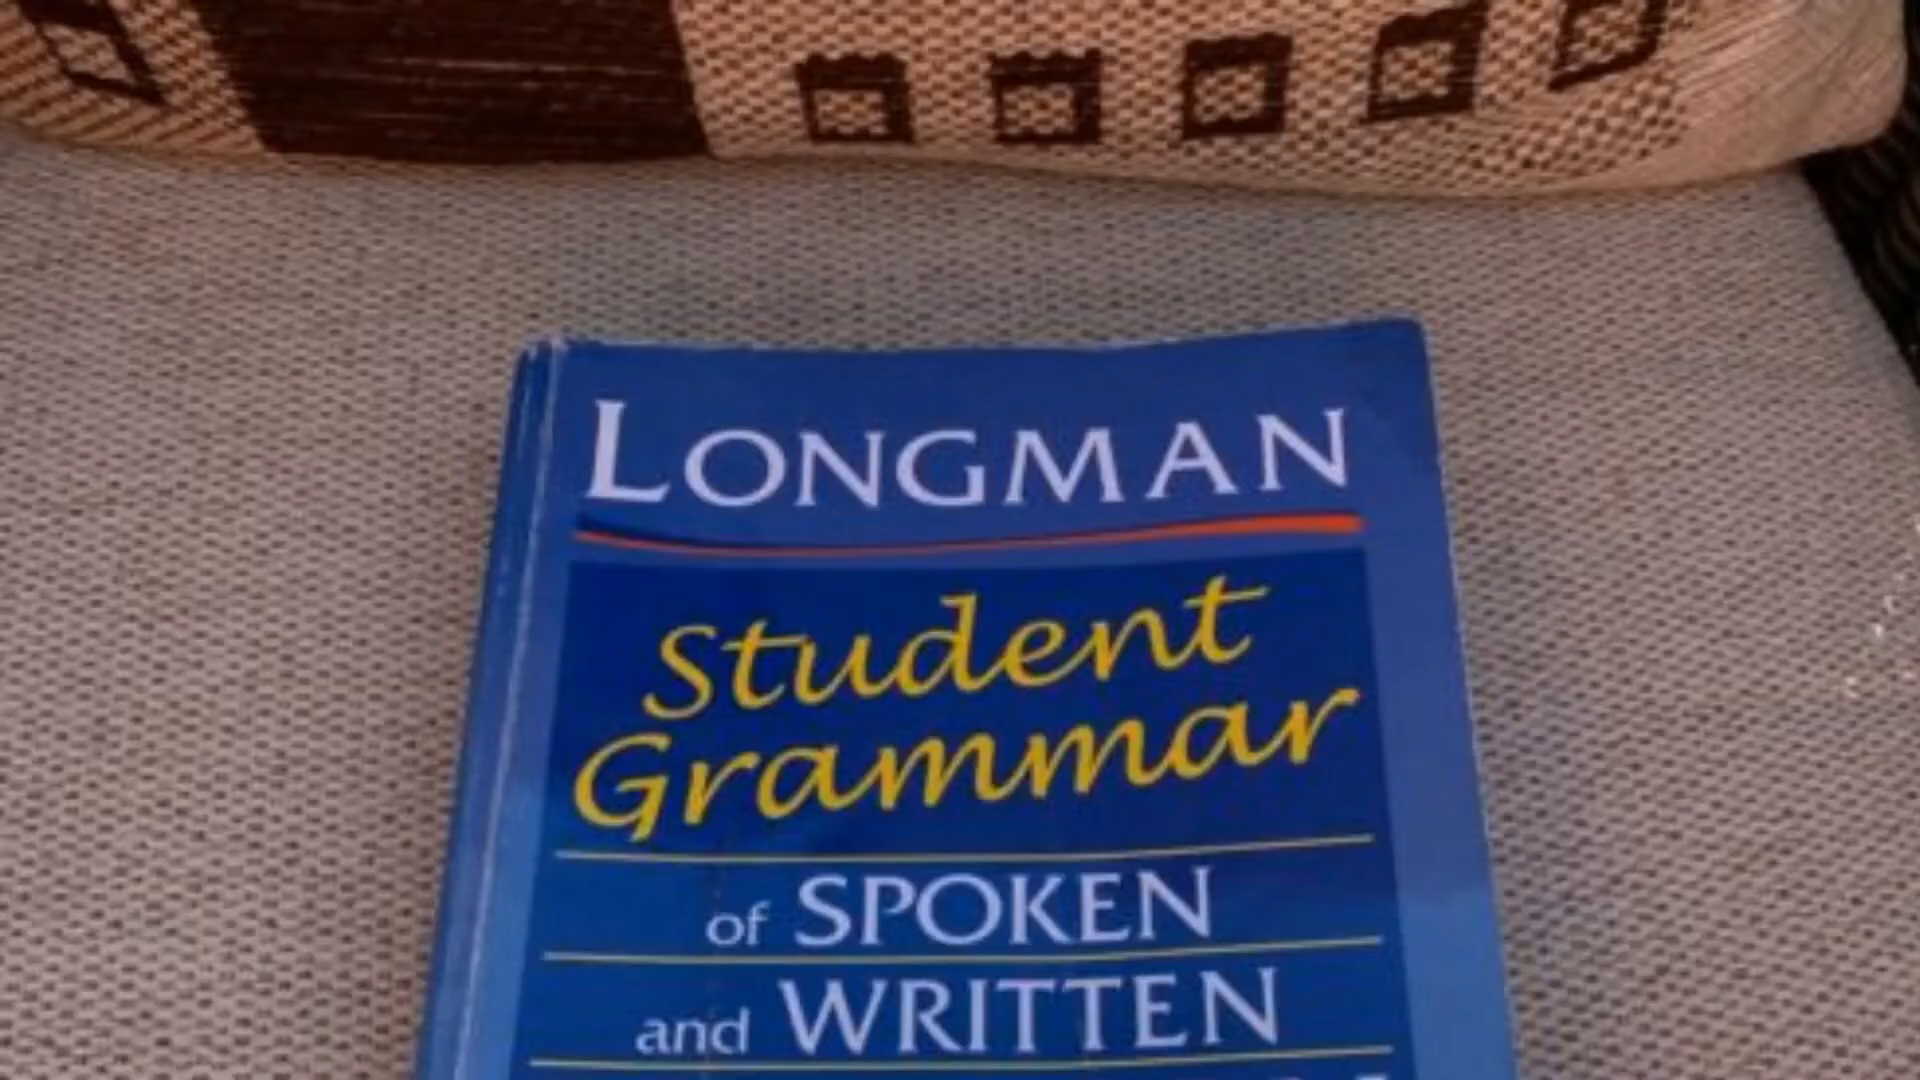 LONGMAN
Student
Grammar
of SPOKEN
and WRITTEN